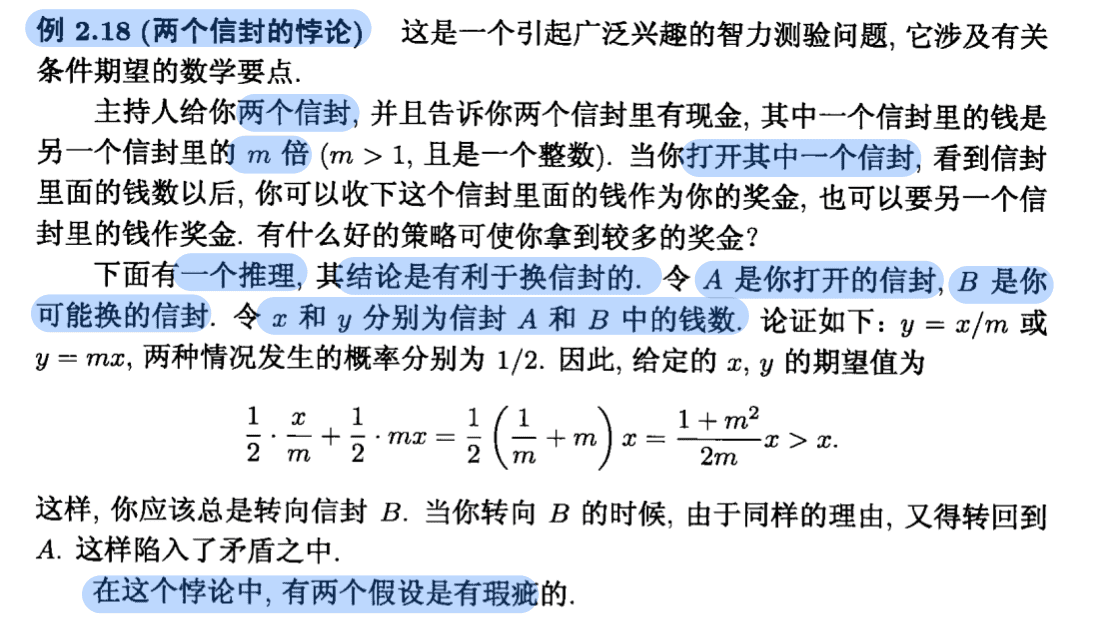 例 2.18 (两个信封的悖论) 这是一个引起广泛兴趣的智力测验问题, 它涉及有关
条件期望的数学要点.
主持人给你两个信封, 并且告诉你两个信封里有现金, 其中一个信封里的钱是
另一个信封里的 m 倍 (m > 1, 且是一个整数). 当你打开其中一个信封, 看到信封
里面的钱数以后, 你可以收下这个信封里面的钱作为你的奖金, 也可以要另一个信
封里的钱作奖金. 有什么好的策略可使你拿到较多的奖金?
下面有一个推理, 其结论是有利于换信封的. 令 A 是你打开的信封, B 是你
可能换的信封. 令 x 和 y 分别为信封 A 和 B 中的钱数. 论证如下: y = x/m 或
y = mx, 两种情况发生的概率分别为 1/2. 因此, 给定的 x, y 的期望值为
1/2 · x/m + 1/2 · mx = 1/2 (1/m + m) x = (1 + m²)/2m x > x.
这样, 你应该总是转向信封 B. 当你转向 B 的时候, 由于同样的理由, 又得转回到
A. 这样陷入了矛盾之中.
在这个悖论中, 有两个假设是有瑕疵的.